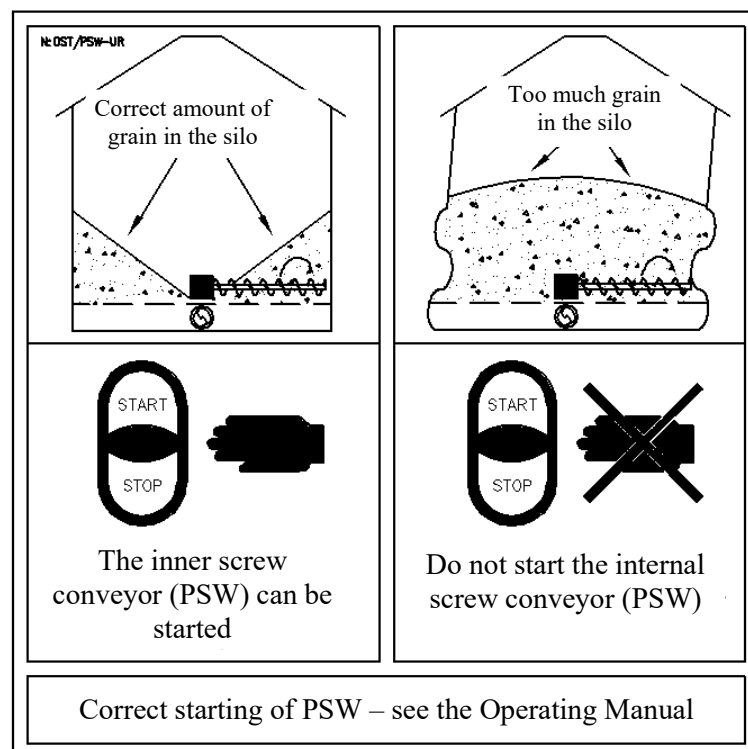 N: OST/PSW-UR
Correct amount of
grain in the silo
START
STOP
The inner screw
conveyor (PSW) can be
started
Too much grain
in the silo
START
STOP
Do not start the internal
screw conveyor (PSW)
Correct starting of PSW – see the Operating Manual